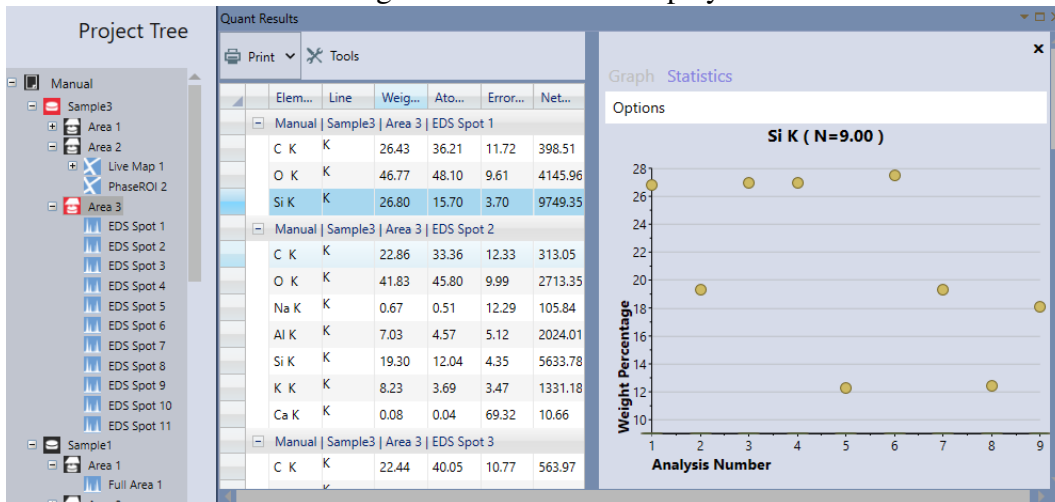 Project Tree
Manual
Sample3
Area 1
Area 2
Live Map 1
PhaseROI 2
Area 3
EDS Spot 1
EDS Spot 2
EDS Spot 3
EDS Spot 4
EDS Spot 5
EDS Spot 6
EDS Spot 7
EDS Spot 8
EDS Spot 9
EDS Spot 10
EDS Spot 11
Sample1
Area 1
Full Area 1
Quant Results
Print Tools
Elem... Line Weig... Ato... Error... Net...
Manual | Sample3 | Area 3 | EDS Spot 1
C K K 26.43 36.21 11.72 398.51
O K K 46.77 48.10 9.61 4145.96
Si K K 26.80 15.70 3.70 9749.35
Manual | Sample3 | Area 3 | EDS Spot 2
C K K 22.86 33.36 12.33 313.05
O K K 41.83 45.80 9.99 2713.35
Na K K 0.67 0.51 12.29 105.84
Al K K 7.03 4.57 5.12 2024.01
Si K K 19.30 12.04 4.35 5633.78
K K K 8.23 3.69 3.47 1331.18
Ca K K 0.08 0.04 69.32 10.66
Manual | Sample3 | Area 3 | EDS Spot 3
C K K 22.44 40.05 10.77 563.97
Graph Statistics
Options
Si K ( N=9.00 )
Weight Percentage
28
26
24
22
20
18
16
14
12
10
1 2 3 4 5 6 7 8 9
Analysis Number